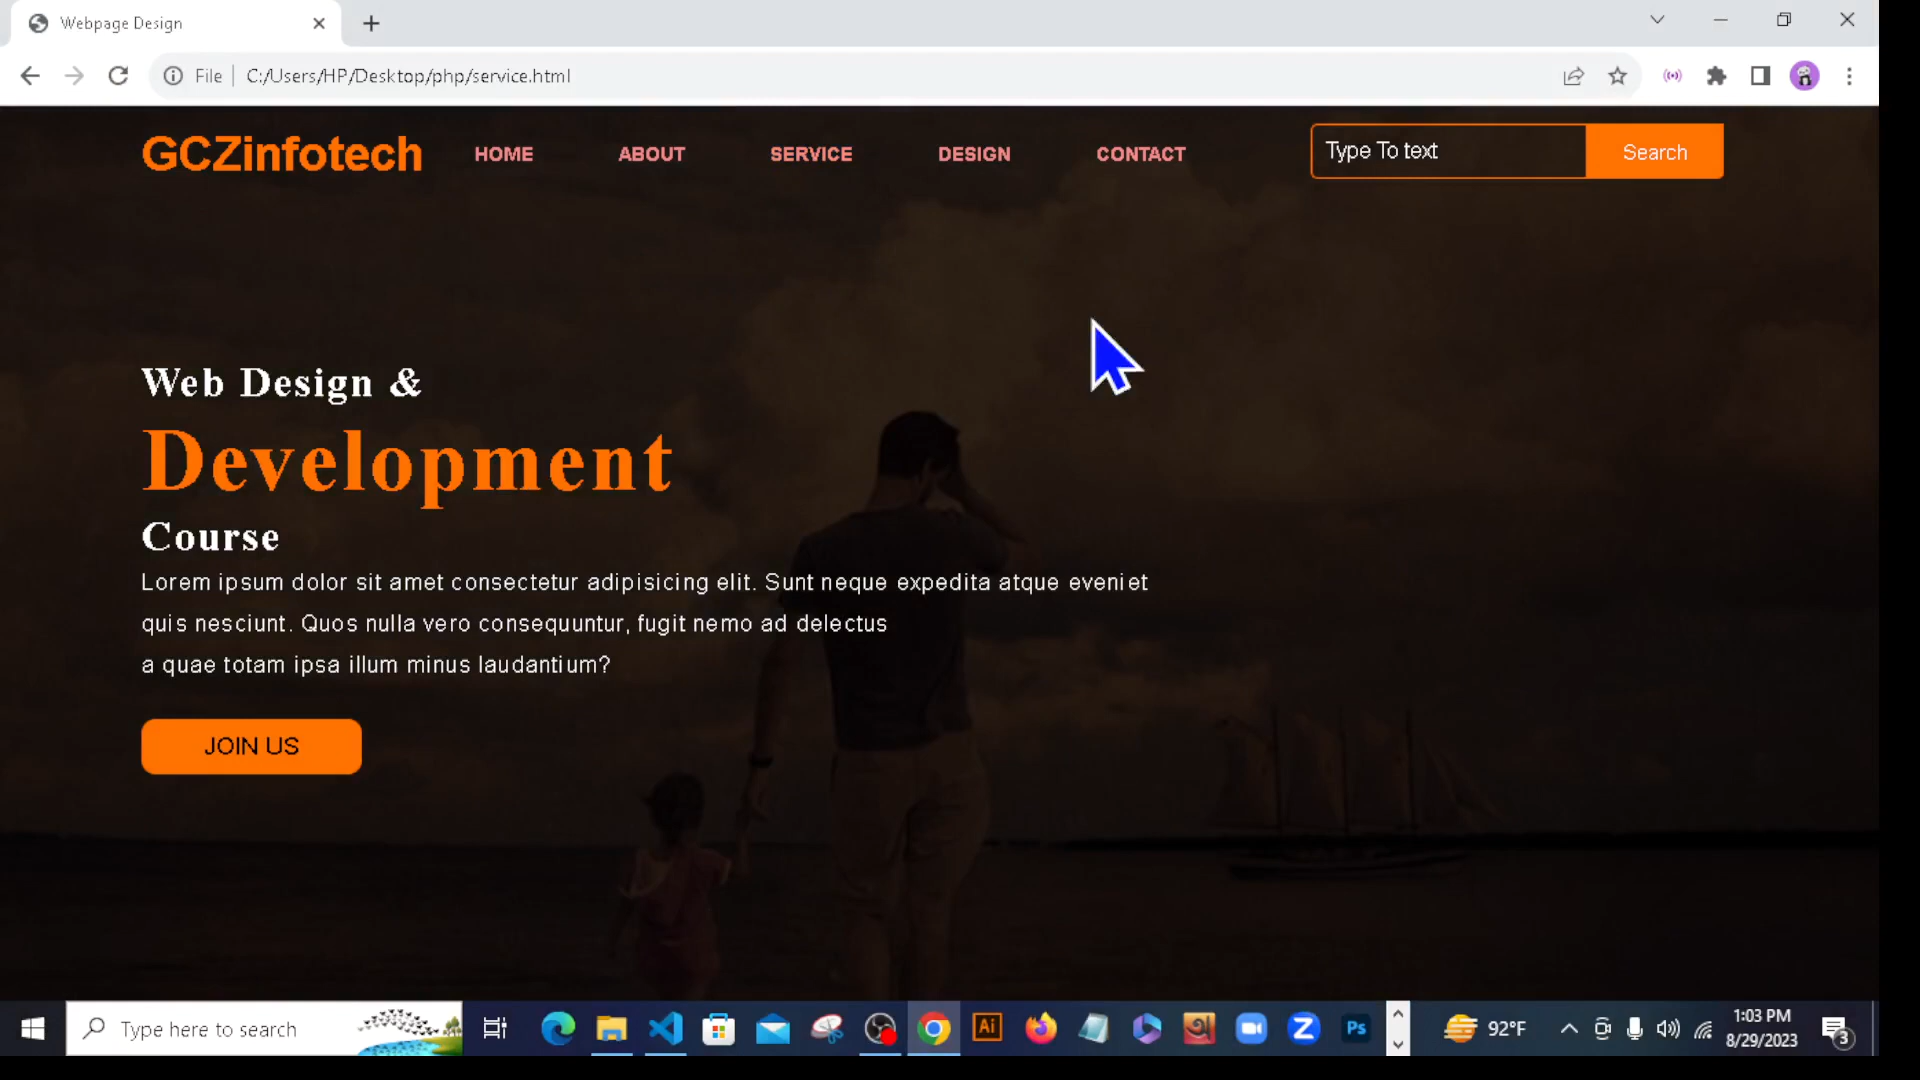 Webpage Design
File C:/Users/HP/Desktop/php/service.html
GCZinfotech HOME ABOUT SERVICE DESIGN CONTACT Type To text Search
Web Design &
Development
Course
Lorem ipsum dolor sit amet consectetur adipisicing elit. Sunt neque expedita atque eveniet
quis nesciunt. Quos nulla vero consequuntur, fugit nemo ad delectus
a quae totam ipsa illum minus laudantium?
JOIN US
Type here to search Ai Z Ps 92°F 1:03 PM
8/29/2023 3